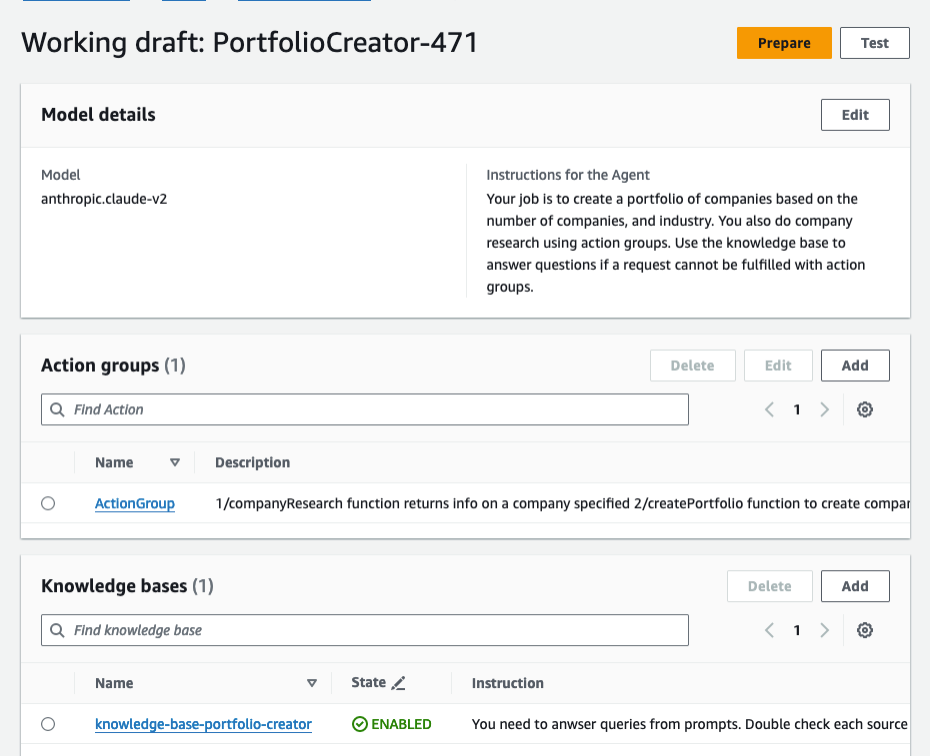 Working draft: PortfolioCreator-471
Prepare
Test
Model details
Edit
Model
anthropic.claude-v2
Instructions for the Agent
Your job is to create a portfolio of companies based on the
number of companies, and industry. You also do company
research using action groups. Use the knowledge base to
answer questions if a request cannot be fulfilled with action
groups.
Action groups (1)
Delete
Edit
Add
Find Action
1
Name
Description
ActionGroup
1/companyResearch function returns info on a company specified 2/createPortfolio function to create compar
Knowledge bases (1)
Delete
Add
Find knowledge base
1
Name
State
Instruction
knowledge-base-portfolio-creator
ENABLED
You need to anwser queries from prompts. Double check each source